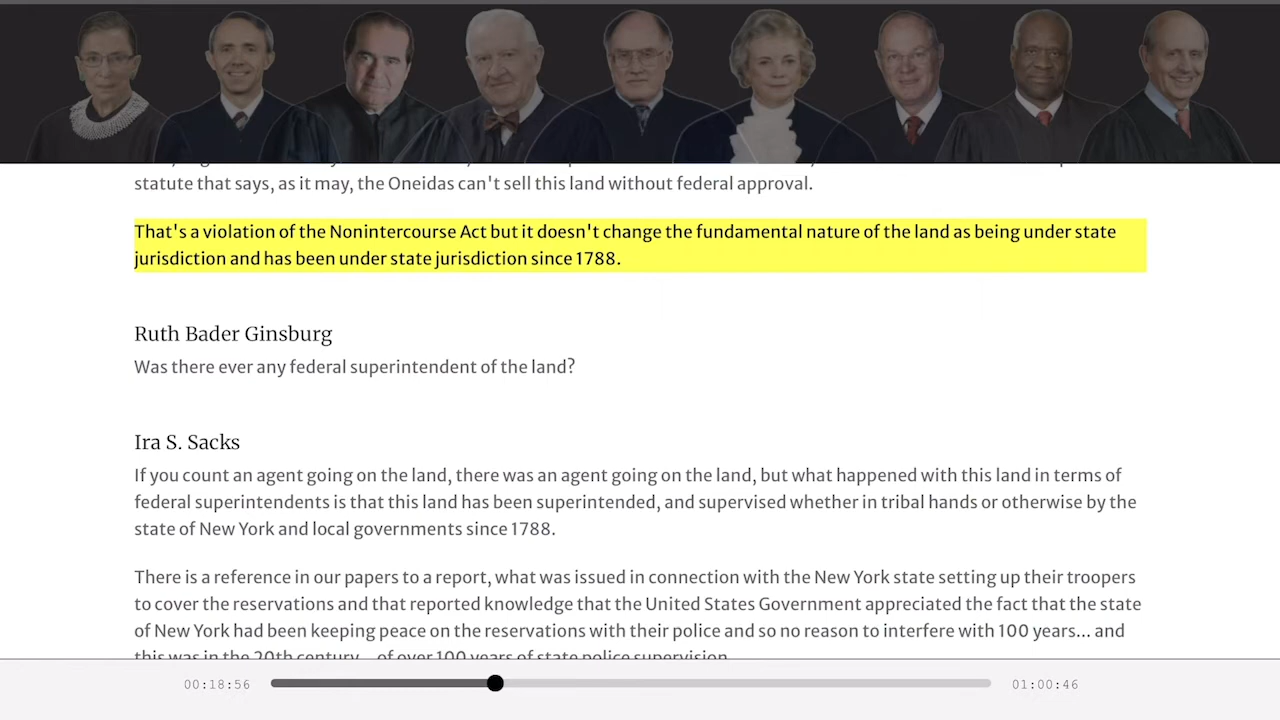 statute that says, as it may, the Oneidas can't sell this land without federal approval.
That's a violation of the Nonintercourse Act but it doesn't change the fundamental nature of the land as being under state
jurisdiction and has been under state jurisdiction since 1788.
Ruth Bader Ginsburg
Was there ever any federal superintendent of the land?
Ira S. Sacks
If you count an agent going on the land, there was an agent going on the land, but what happened with this land in terms of
federal superintendents is that this land has been superintended, and supervised whether in tribal hands or otherwise by the
state of New York and local governments since 1788.
There is a reference in our papers to a report, what was issued in connection with the New York state setting up their troopers
to cover the reservations and that reported knowledge that the United States Government appreciated the fact that the state
of New York had been keeping peace on the reservations with their police and so no reason to interfere with 100 years... and
this was in the 20th century... of over 100 years of state police supervision.
00:18:56
01:00:46